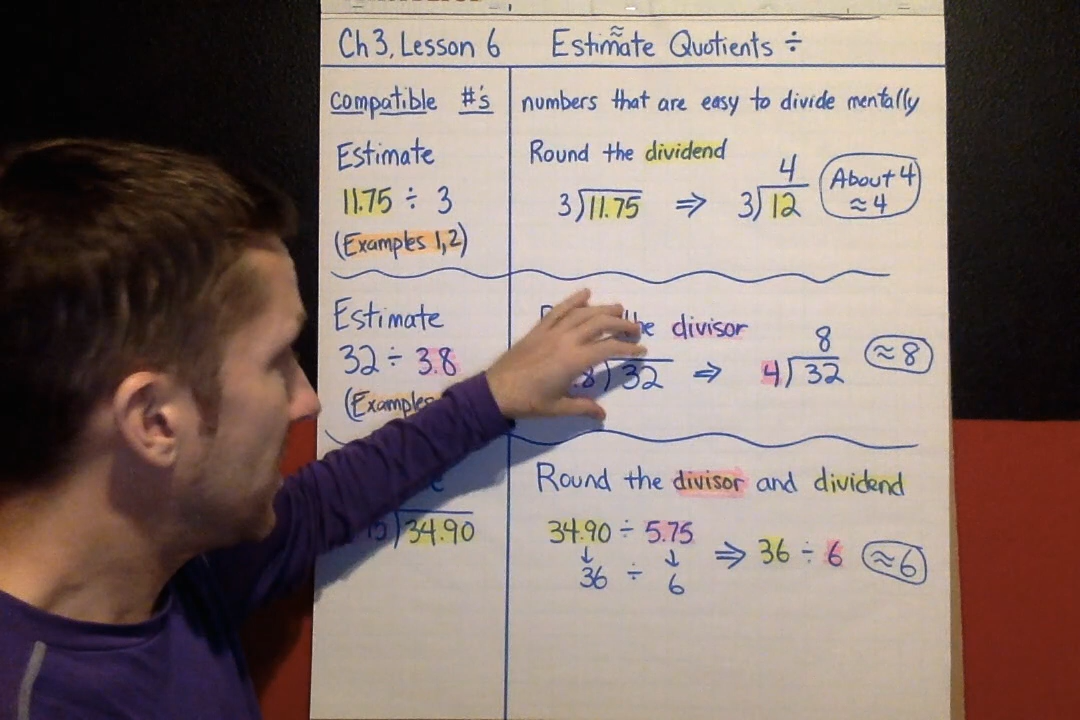 Ch 3, Lesson 6 Estimate Quotients ÷
≈
compatible #'s numbers that are easy to divide mentally
Estimate
11.75 ÷ 3
(Examples 1,2)
Round the dividend
3)11.75 ⇒ 3)12
4
About 4
≈ 4
Estimate
32 ÷ 3.8
(Examples
the divisor
.8)32 ⇒ 4)32
8
≈ 8
)34.90
Round the divisor and dividend
34.90 ÷ 5.75 ⇒ 36 ÷ 6
↓ ↓
36 ÷ 6
≈ 6